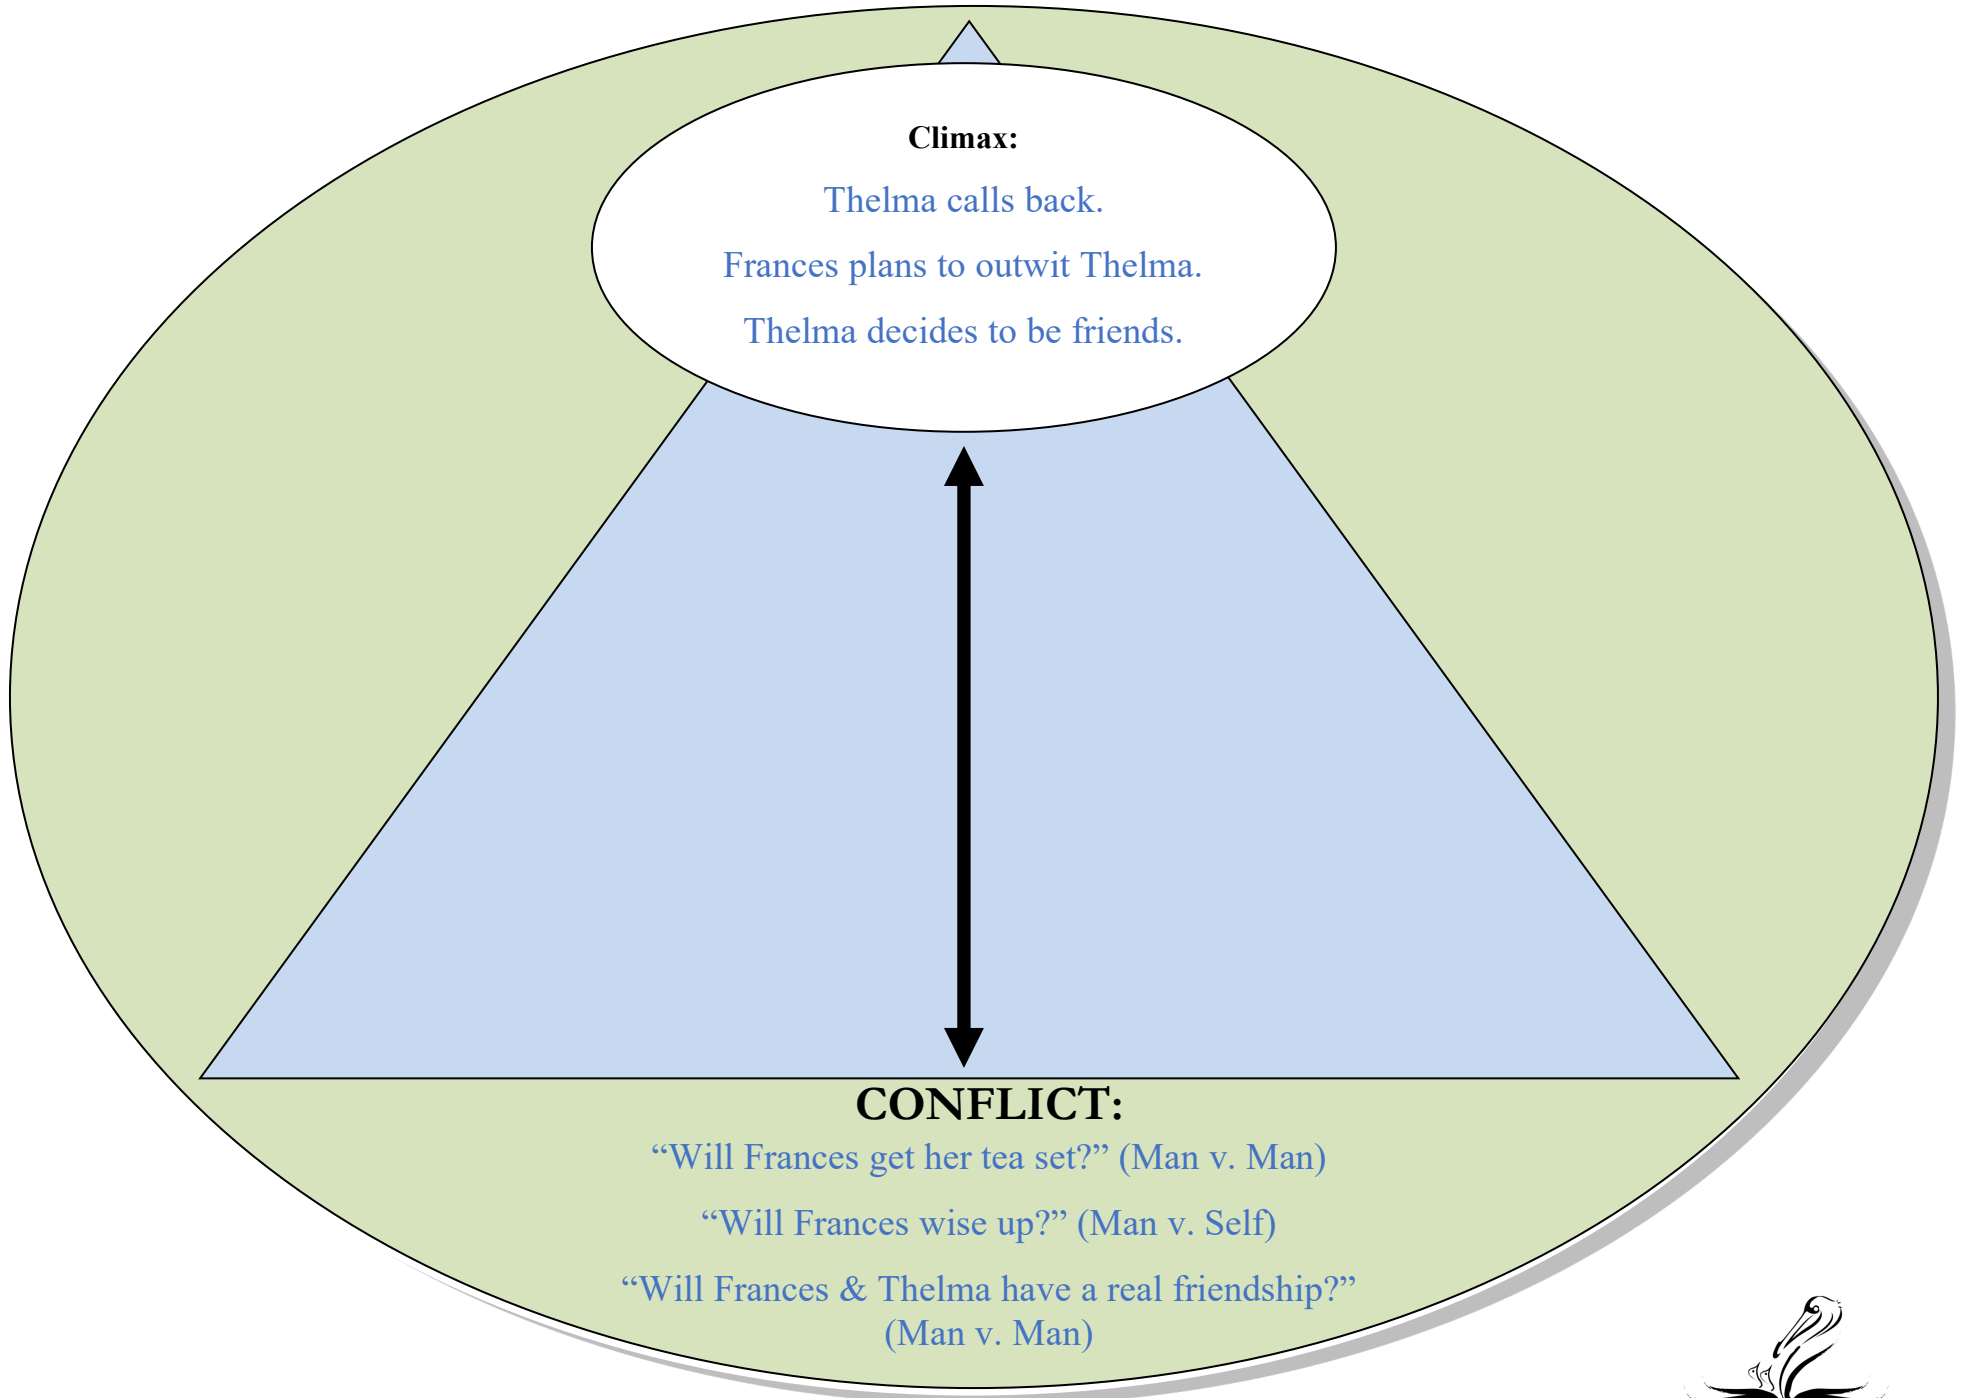 Climax:
Thelma calls back.
Frances plans to outwit Thelma.
Thelma decides to be friends.
CONFLICT:
“Will Frances get her tea set?” (Man v. Man)
“Will Frances wise up?” (Man v. Self)
“Will Frances & Thelma have a real friendship?”
(Man v. Man)